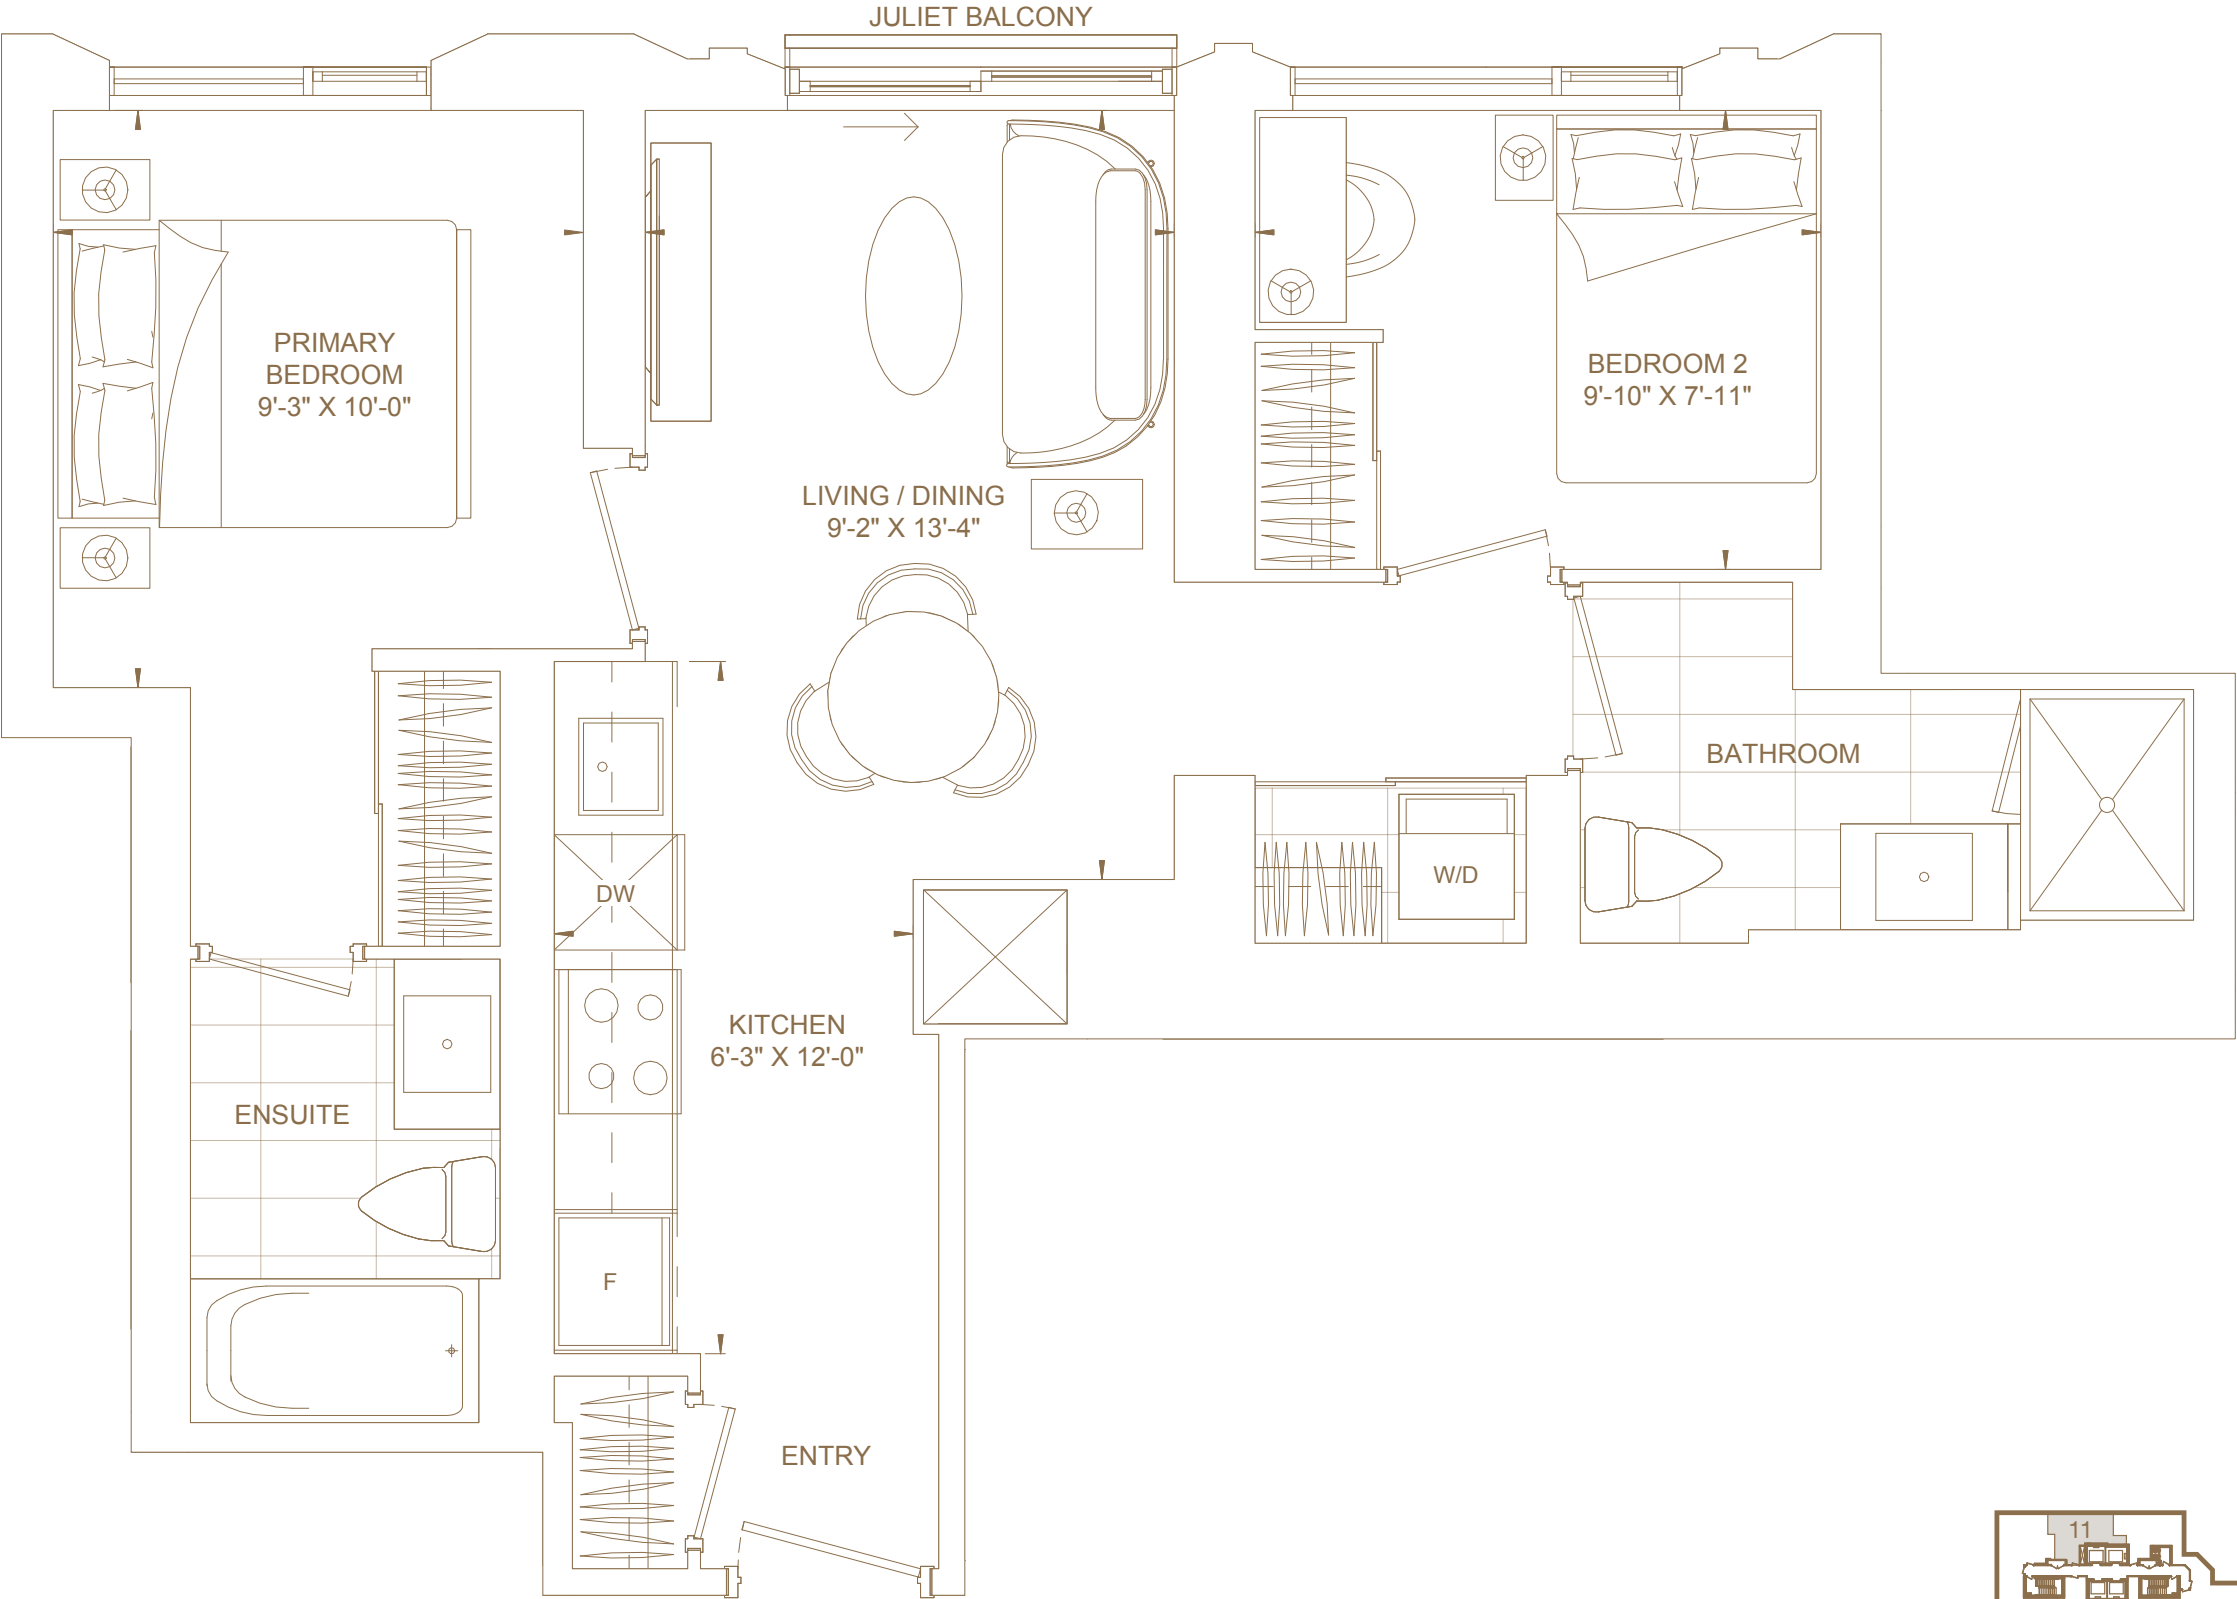 JULIET BALCONY
PRIMARY
BEDROOM
9'-3" X 10'-0"
BEDROOM 2
9'-10" X 7'-11"
LIVING / DINING
9'-2" X 13'-4"
BATHROOM
W/D
DW
KITCHEN
6'-3" X 12'-0"
ENSUITE
F
ENTRY
11